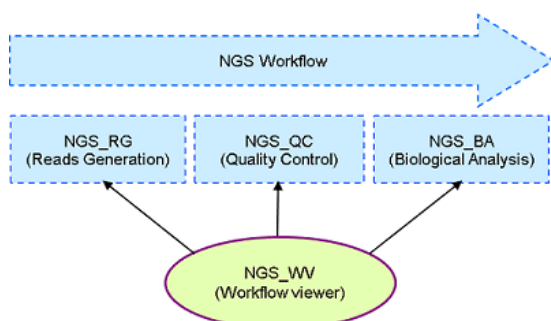 NGS Workflow
NGS_RG
(Reads Generation)
NGS_QC
(Quality Control)
NGS_BA
(Biological Analysis)
NGS_WV
(Workflow viewer)